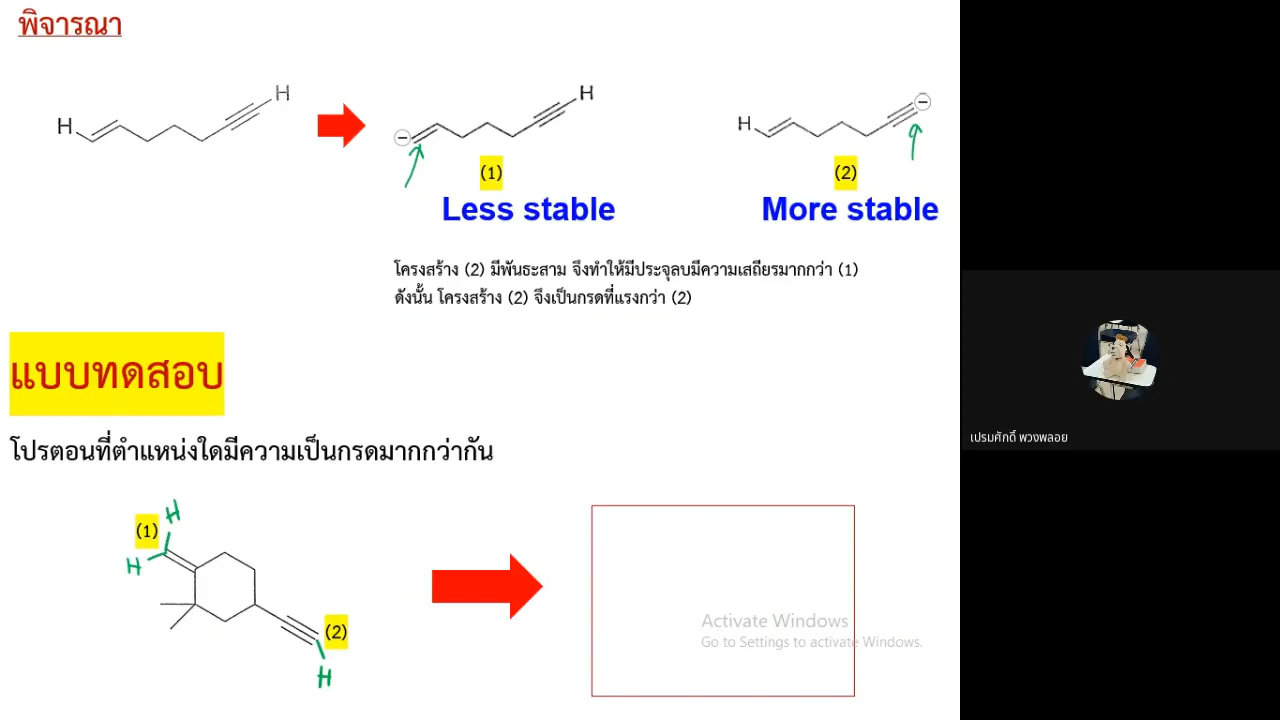 พิจารณา
H
H
H
H
(1)
(2)
Less stable
More stable
โครงสร้าง (2) มีพันธะสาม จึงทำให้มีประจุลบมีความเสถียรมากกว่า (1)
ดังนั้น โครงสร้าง (2) จึงเป็นกรดที่แรงกว่า (2)
แบบทดสอบ
เปรมศักดิ์ พวงพลอย
โปรตอนที่ตำแหน่งใดมีความเป็นกรดมากกว่ากัน
H
(1)
H
(2)
H
Activate Windows
Go to Settings to activate Windows.